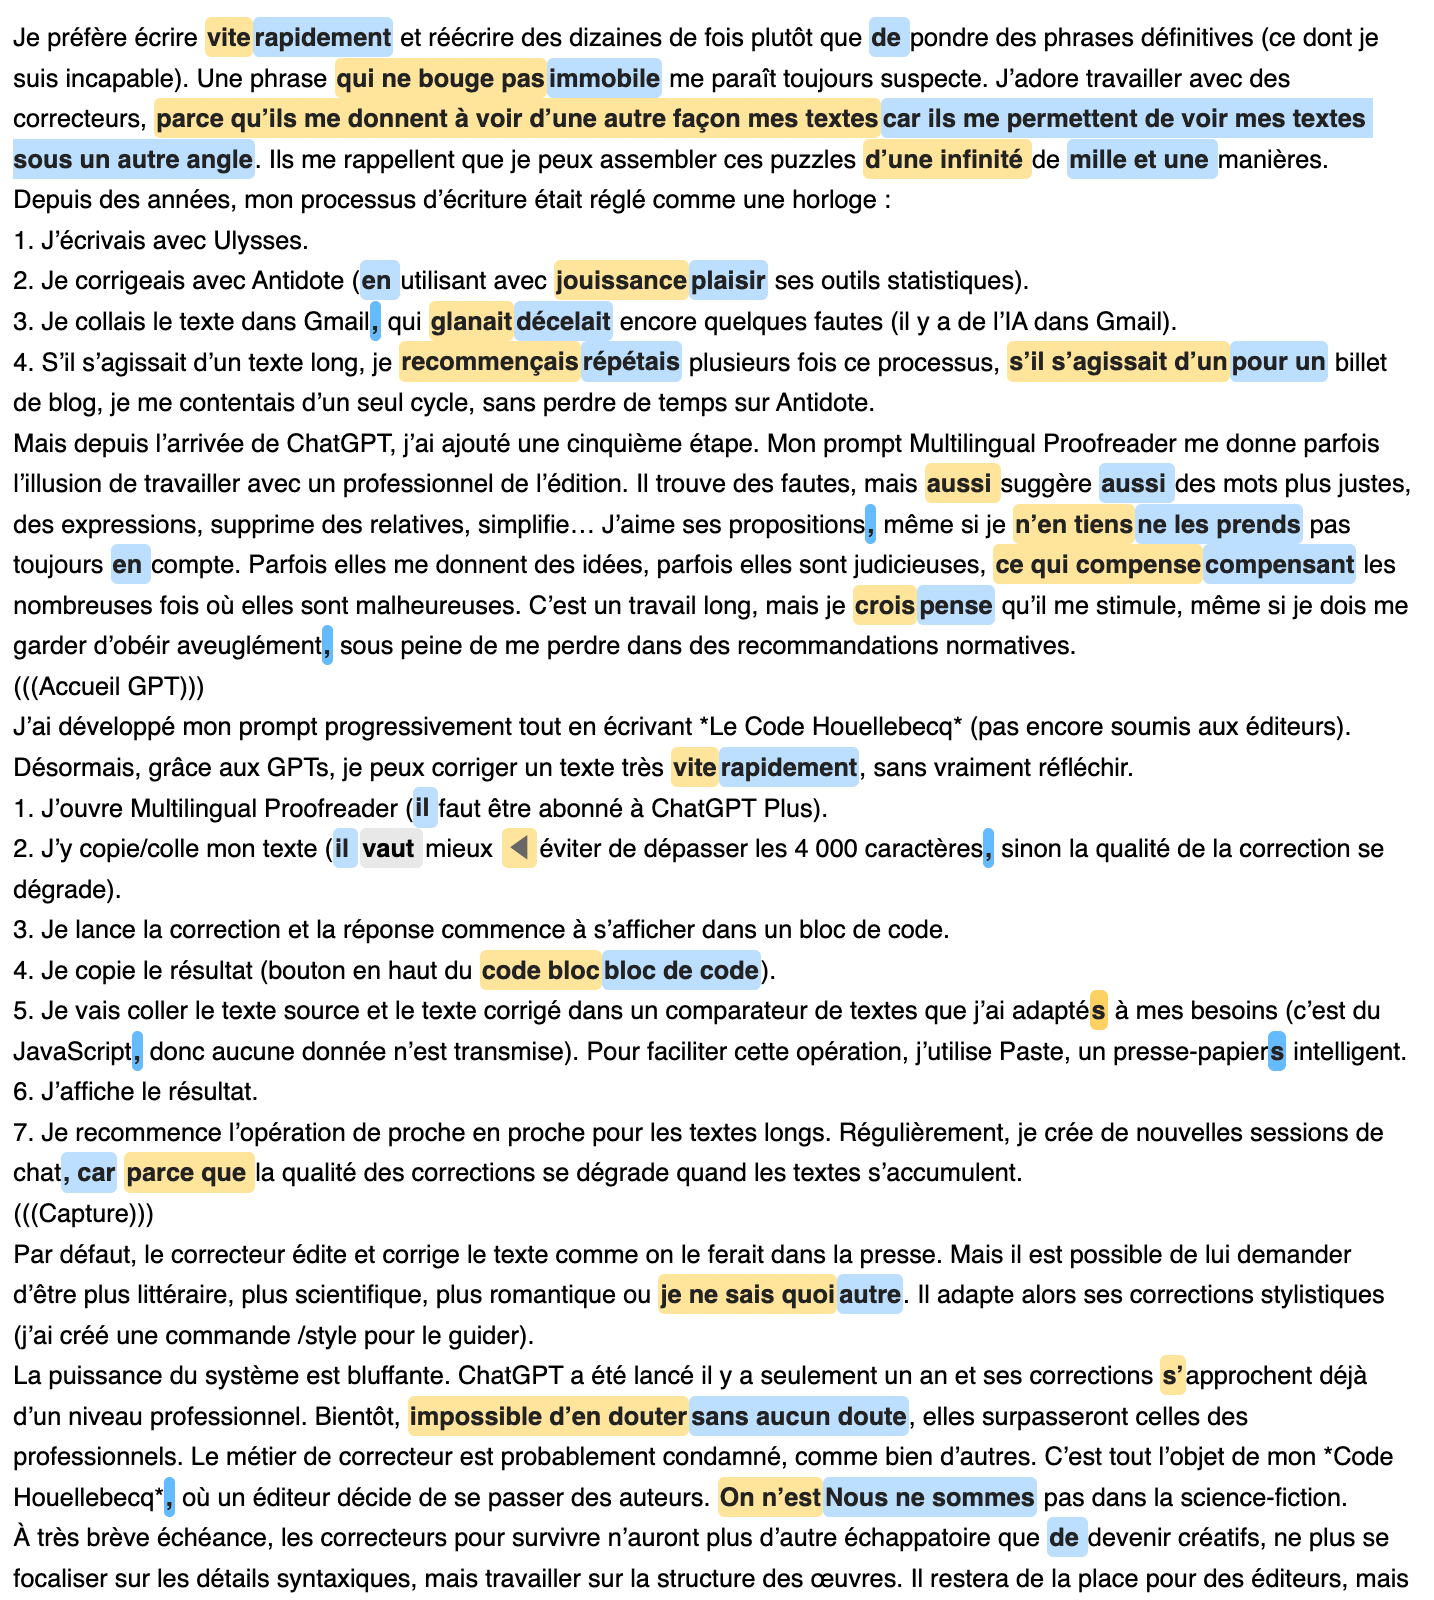 Je préfère écrire vite rapidement et réécrire des dizaines de fois plutôt que de pondre des phrases définitives (ce dont je
suis incapable). Une phrase qui ne bouge pas immobile me paraît toujours suspecte. J’adore travailler avec des
correcteurs, parce qu’ils me donnent à voir d’une autre façon mes textes car ils me permettent de voir mes textes
sous un autre angle. Ils me rappellent que je peux assembler ces puzzles d’une infinité de mille et une manières.
Depuis des années, mon processus d’écriture était réglé comme une horloge :
1. J’écrivais avec Ulysses.
2. Je corrigeais avec Antidote (en utilisant avec jouissance plaisir ses outils statistiques).
3. Je collais le texte dans Gmail, qui glanait décelait encore quelques fautes (il y a de l’IA dans Gmail).
4. S’il s’agissait d’un texte long, je recommençais répétais plusieurs fois ce processus, s’il s’agissait d’un pour un billet
de blog, je me contentais d’un seul cycle, sans perdre de temps sur Antidote.
Mais depuis l’arrivée de ChatGPT, j’ai ajouté une cinquième étape. Mon prompt Multilingual Proofreader me donne parfois
l’illusion de travailler avec un professionnel de l’édition. Il trouve des fautes, mais aussi suggère aussi des mots plus justes,
des expressions, supprime des relatives, simplifie… J’aime ses propositions, même si je n’en tiens ne les prends pas
toujours en compte. Parfois elles me donnent des idées, parfois elles sont judicieuses, ce qui compense compensant les
nombreuses fois où elles sont malheureuses. C’est un travail long, mais je crois pense qu’il me stimule, même si je dois me
garder d’obéir aveuglément, sous peine de me perdre dans des recommandations normatives.
(((Accueil GPT)))
J’ai développé mon prompt progressivement tout en écrivant *Le Code Houellebecq* (pas encore soumis aux éditeurs).
Désormais, grâce aux GPTs, je peux corriger un texte très vite rapidement, sans vraiment réfléchir.
1. J’ouvre Multilingual Proofreader (il faut être abonné à ChatGPT Plus).
2. J’y copie/colle mon texte (il vaut mieux ◀ éviter de dépasser les 4 000 caractères, sinon la qualité de la correction se
dégrade).
3. Je lance la correction et la réponse commence à s’afficher dans un bloc de code.
4. Je copie le résultat (bouton en haut du code bloc bloc de code).
5. Je vais coller le texte source et le texte corrigé dans un comparateur de textes que j’ai adaptés à mes besoins (c’est du
JavaScript, donc aucune donnée n’est transmise). Pour faciliter cette opération, j’utilise Paste, un presse-papiers intelligent.
6. J’affiche le résultat.
7. Je recommence l’opération de proche en proche pour les textes longs. Régulièrement, je crée de nouvelles sessions de
chat, car parce que la qualité des corrections se dégrade quand les textes s’accumulent.
(((Capture)))
Par défaut, le correcteur édite et corrige le texte comme on le ferait dans la presse. Mais il est possible de lui demander
d’être plus littéraire, plus scientifique, plus romantique ou je ne sais quoi autre. Il adapte alors ses corrections stylistiques
(j’ai créé une commande /style pour le guider).
La puissance du système est bluffante. ChatGPT a été lancé il y a seulement un an et ses corrections s’approchent déjà
d’un niveau professionnel. Bientôt, impossible d’en douter sans aucun doute, elles surpasseront celles des
professionnels. Le métier de correcteur est probablement condamné, comme bien d’autres. C’est tout l’objet de mon *Code
Houellebecq*, où un éditeur décide de se passer des auteurs. On n’est Nous ne sommes pas dans la science-fiction.
À très brève échéance, les correcteurs pour survivre n’auront plus d’autre échappatoire que de devenir créatifs, ne plus se
focaliser sur les détails syntaxiques, mais travailler sur la structure des œuvres. Il restera de la place pour des éditeurs, mais